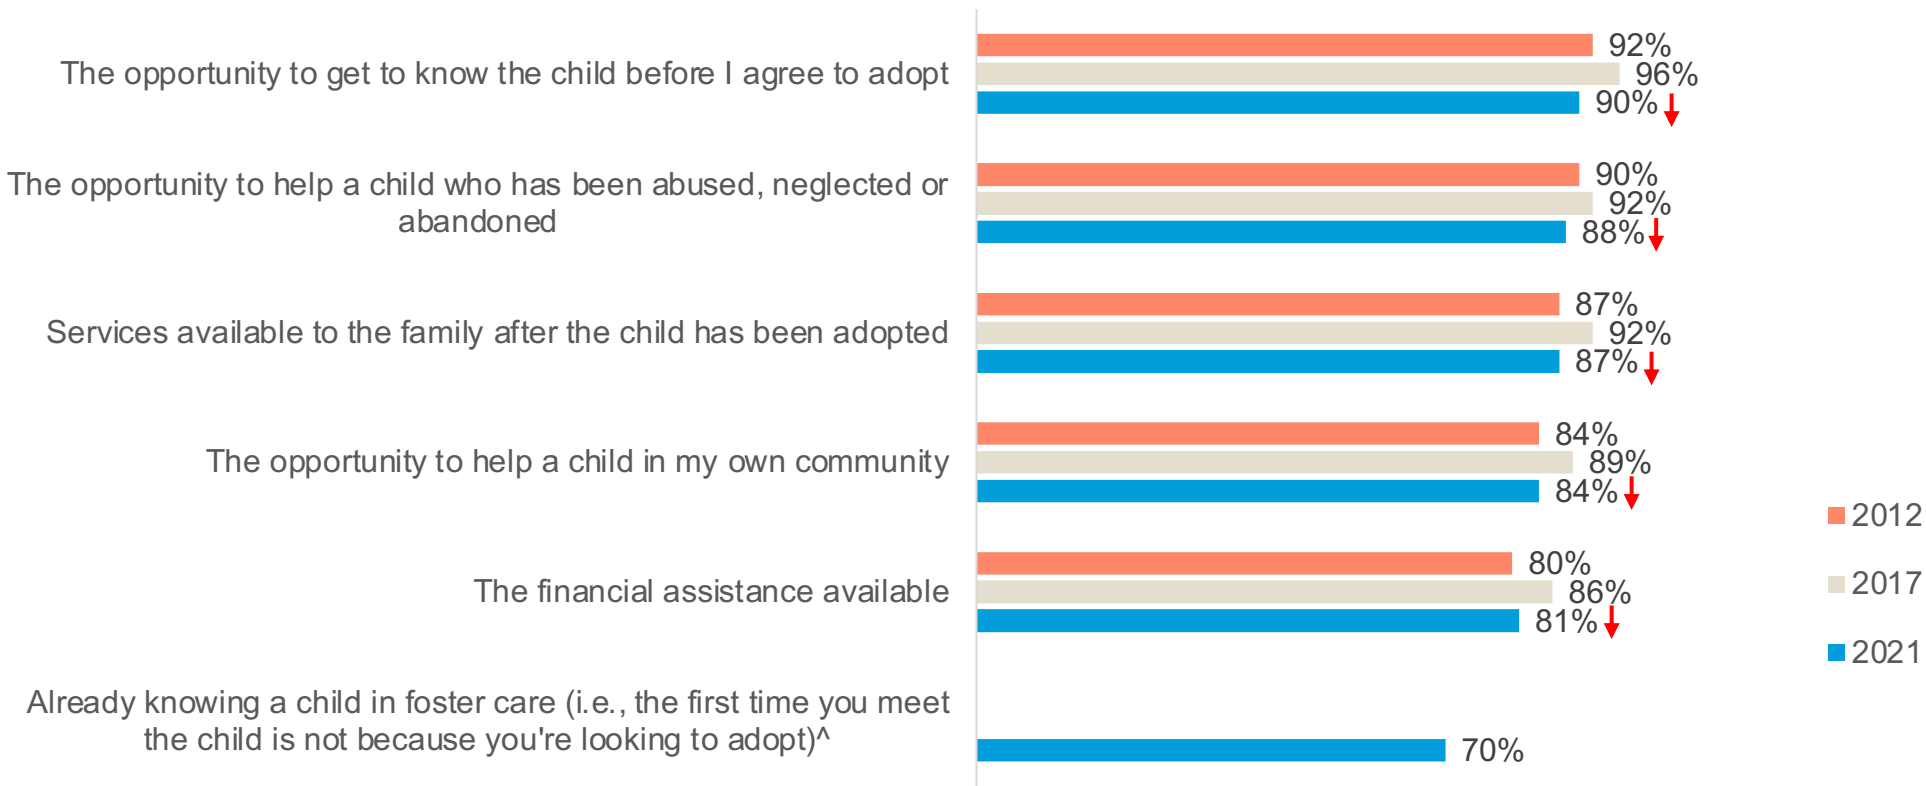 The opportunity to get to know the child before I agree to adopt
92%
96%
90%
The opportunity to help a child who has been abused, neglected or
abandoned
90%
92%
88%
Services available to the family after the child has been adopted
87%
92%
87%
The opportunity to help a child in my own community
84%
89%
84%
The financial assistance available
80%
86%
81%
Already knowing a child in foster care (i.e., the first time you meet
the child is not because you're looking to adopt)^
70%
2012
2017
2021